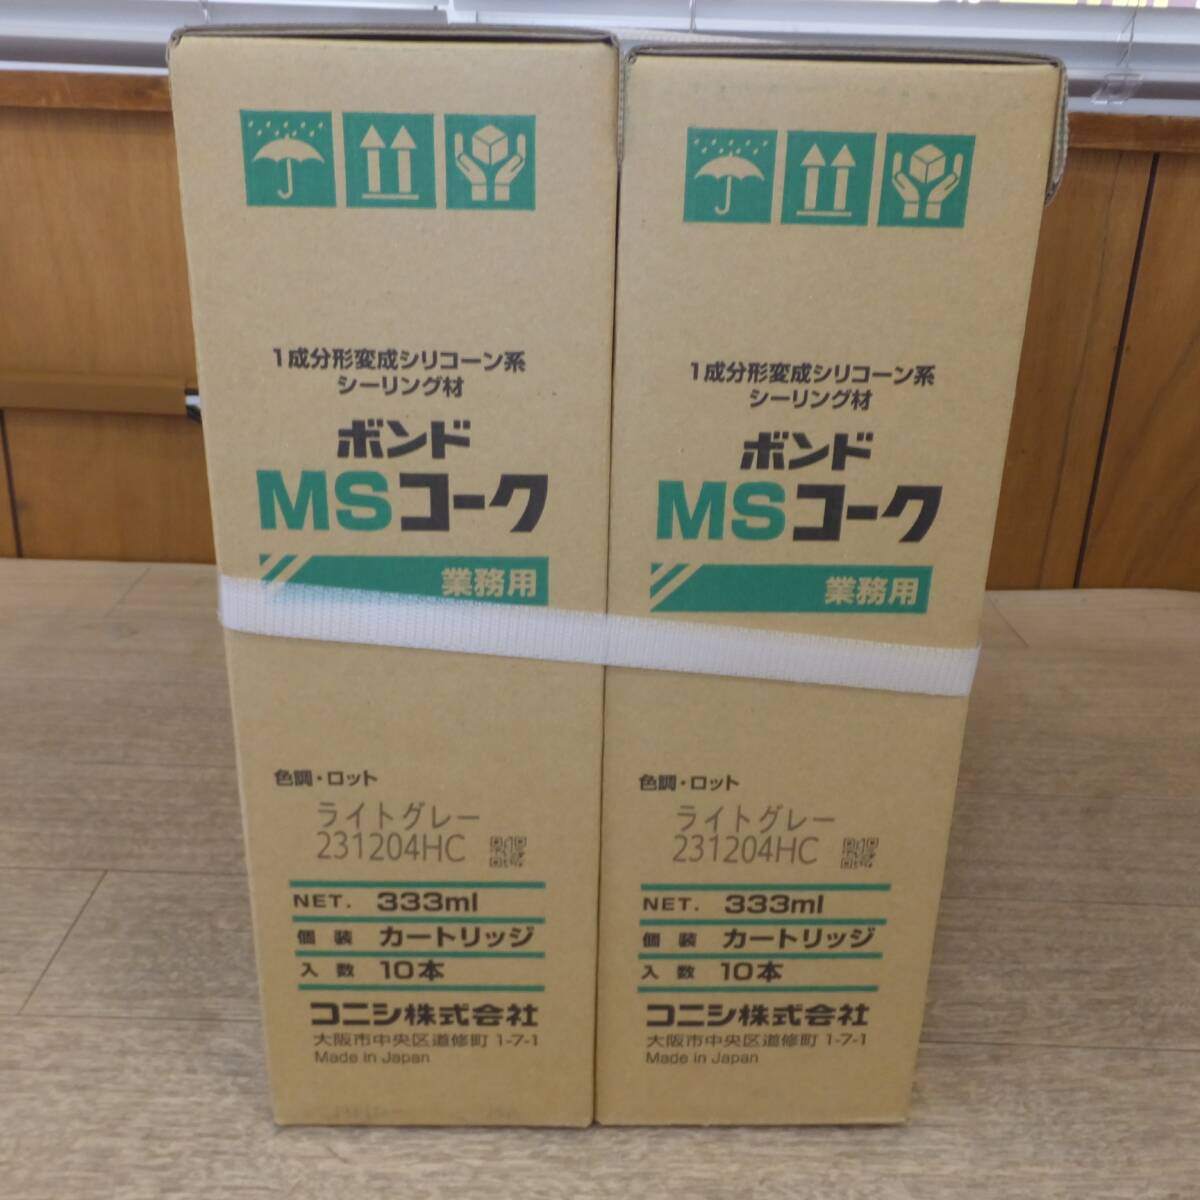 1成分形変成シリコーン系
シーリング材
ボンド
MSコーク
業務用
色調・ロット
ライトグレー
231204HC
NET. 333ml
個装 カートリッジ
入数 10本
コニシ株式会社
大阪市中央区道修町 1-7-1
Made in Japan
1成分形変成シリコーン系
シーリング材
ボンド
MSコーク
業務用
色調・ロット
ライトグレー
231204HC
NET. 333ml
個装 カートリッジ
入数 10本
コニシ株式会社
大阪市中央区道修町 1-7-1
Made in Japan